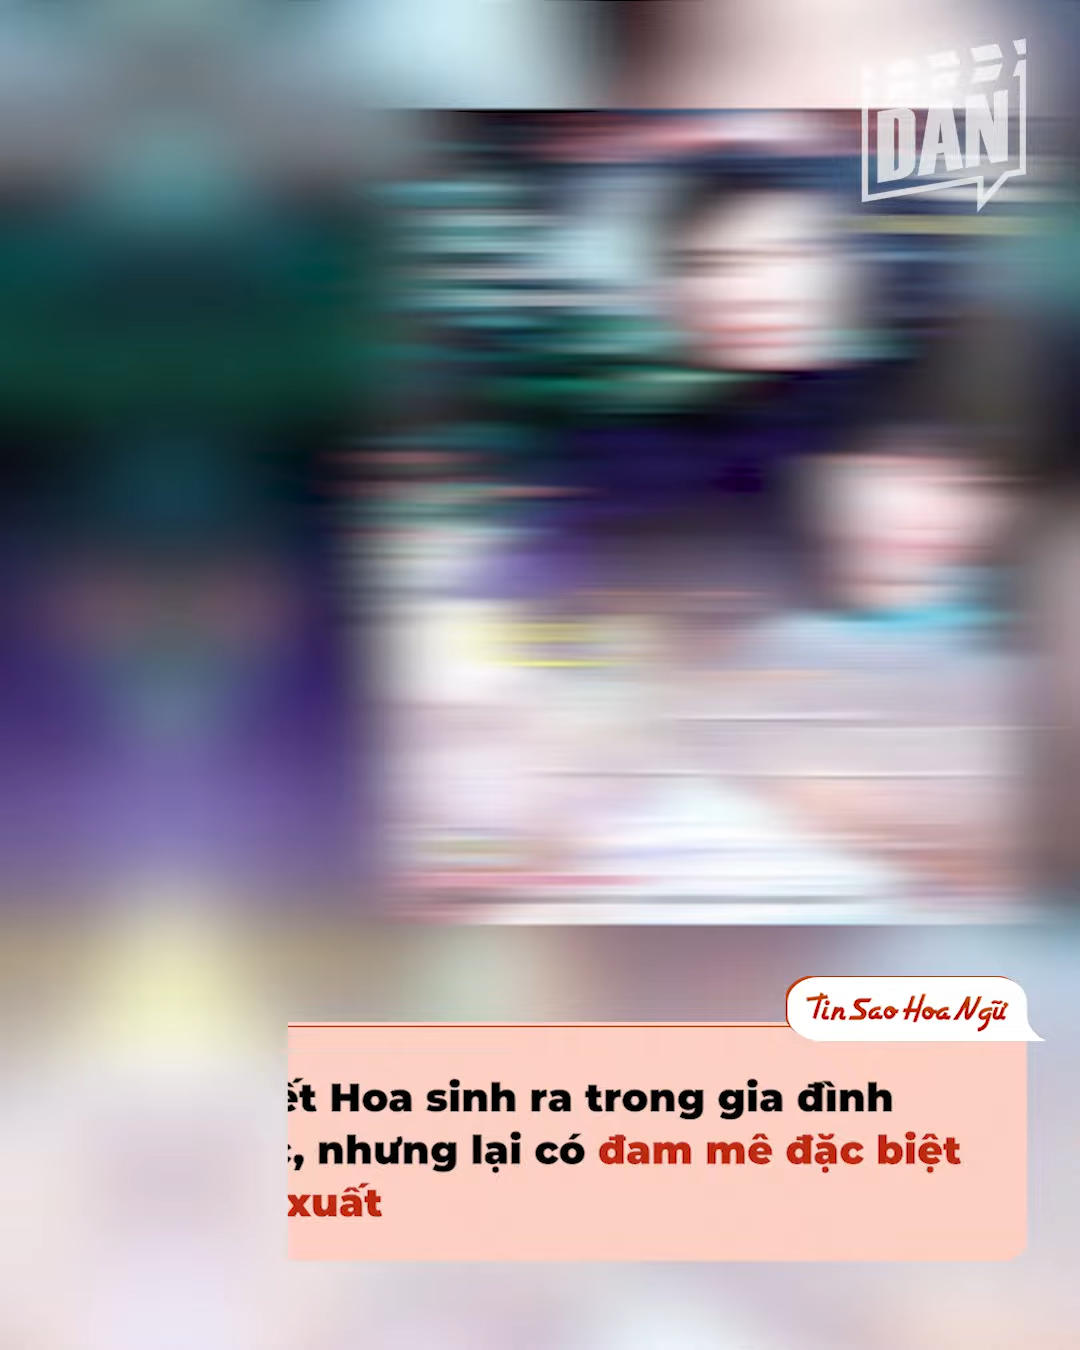 DAN
Tin Sao Hoa Ngữ
Hoa sinh ra trong gia đình
nhưng lại có đam mê đặc biệt
xuất